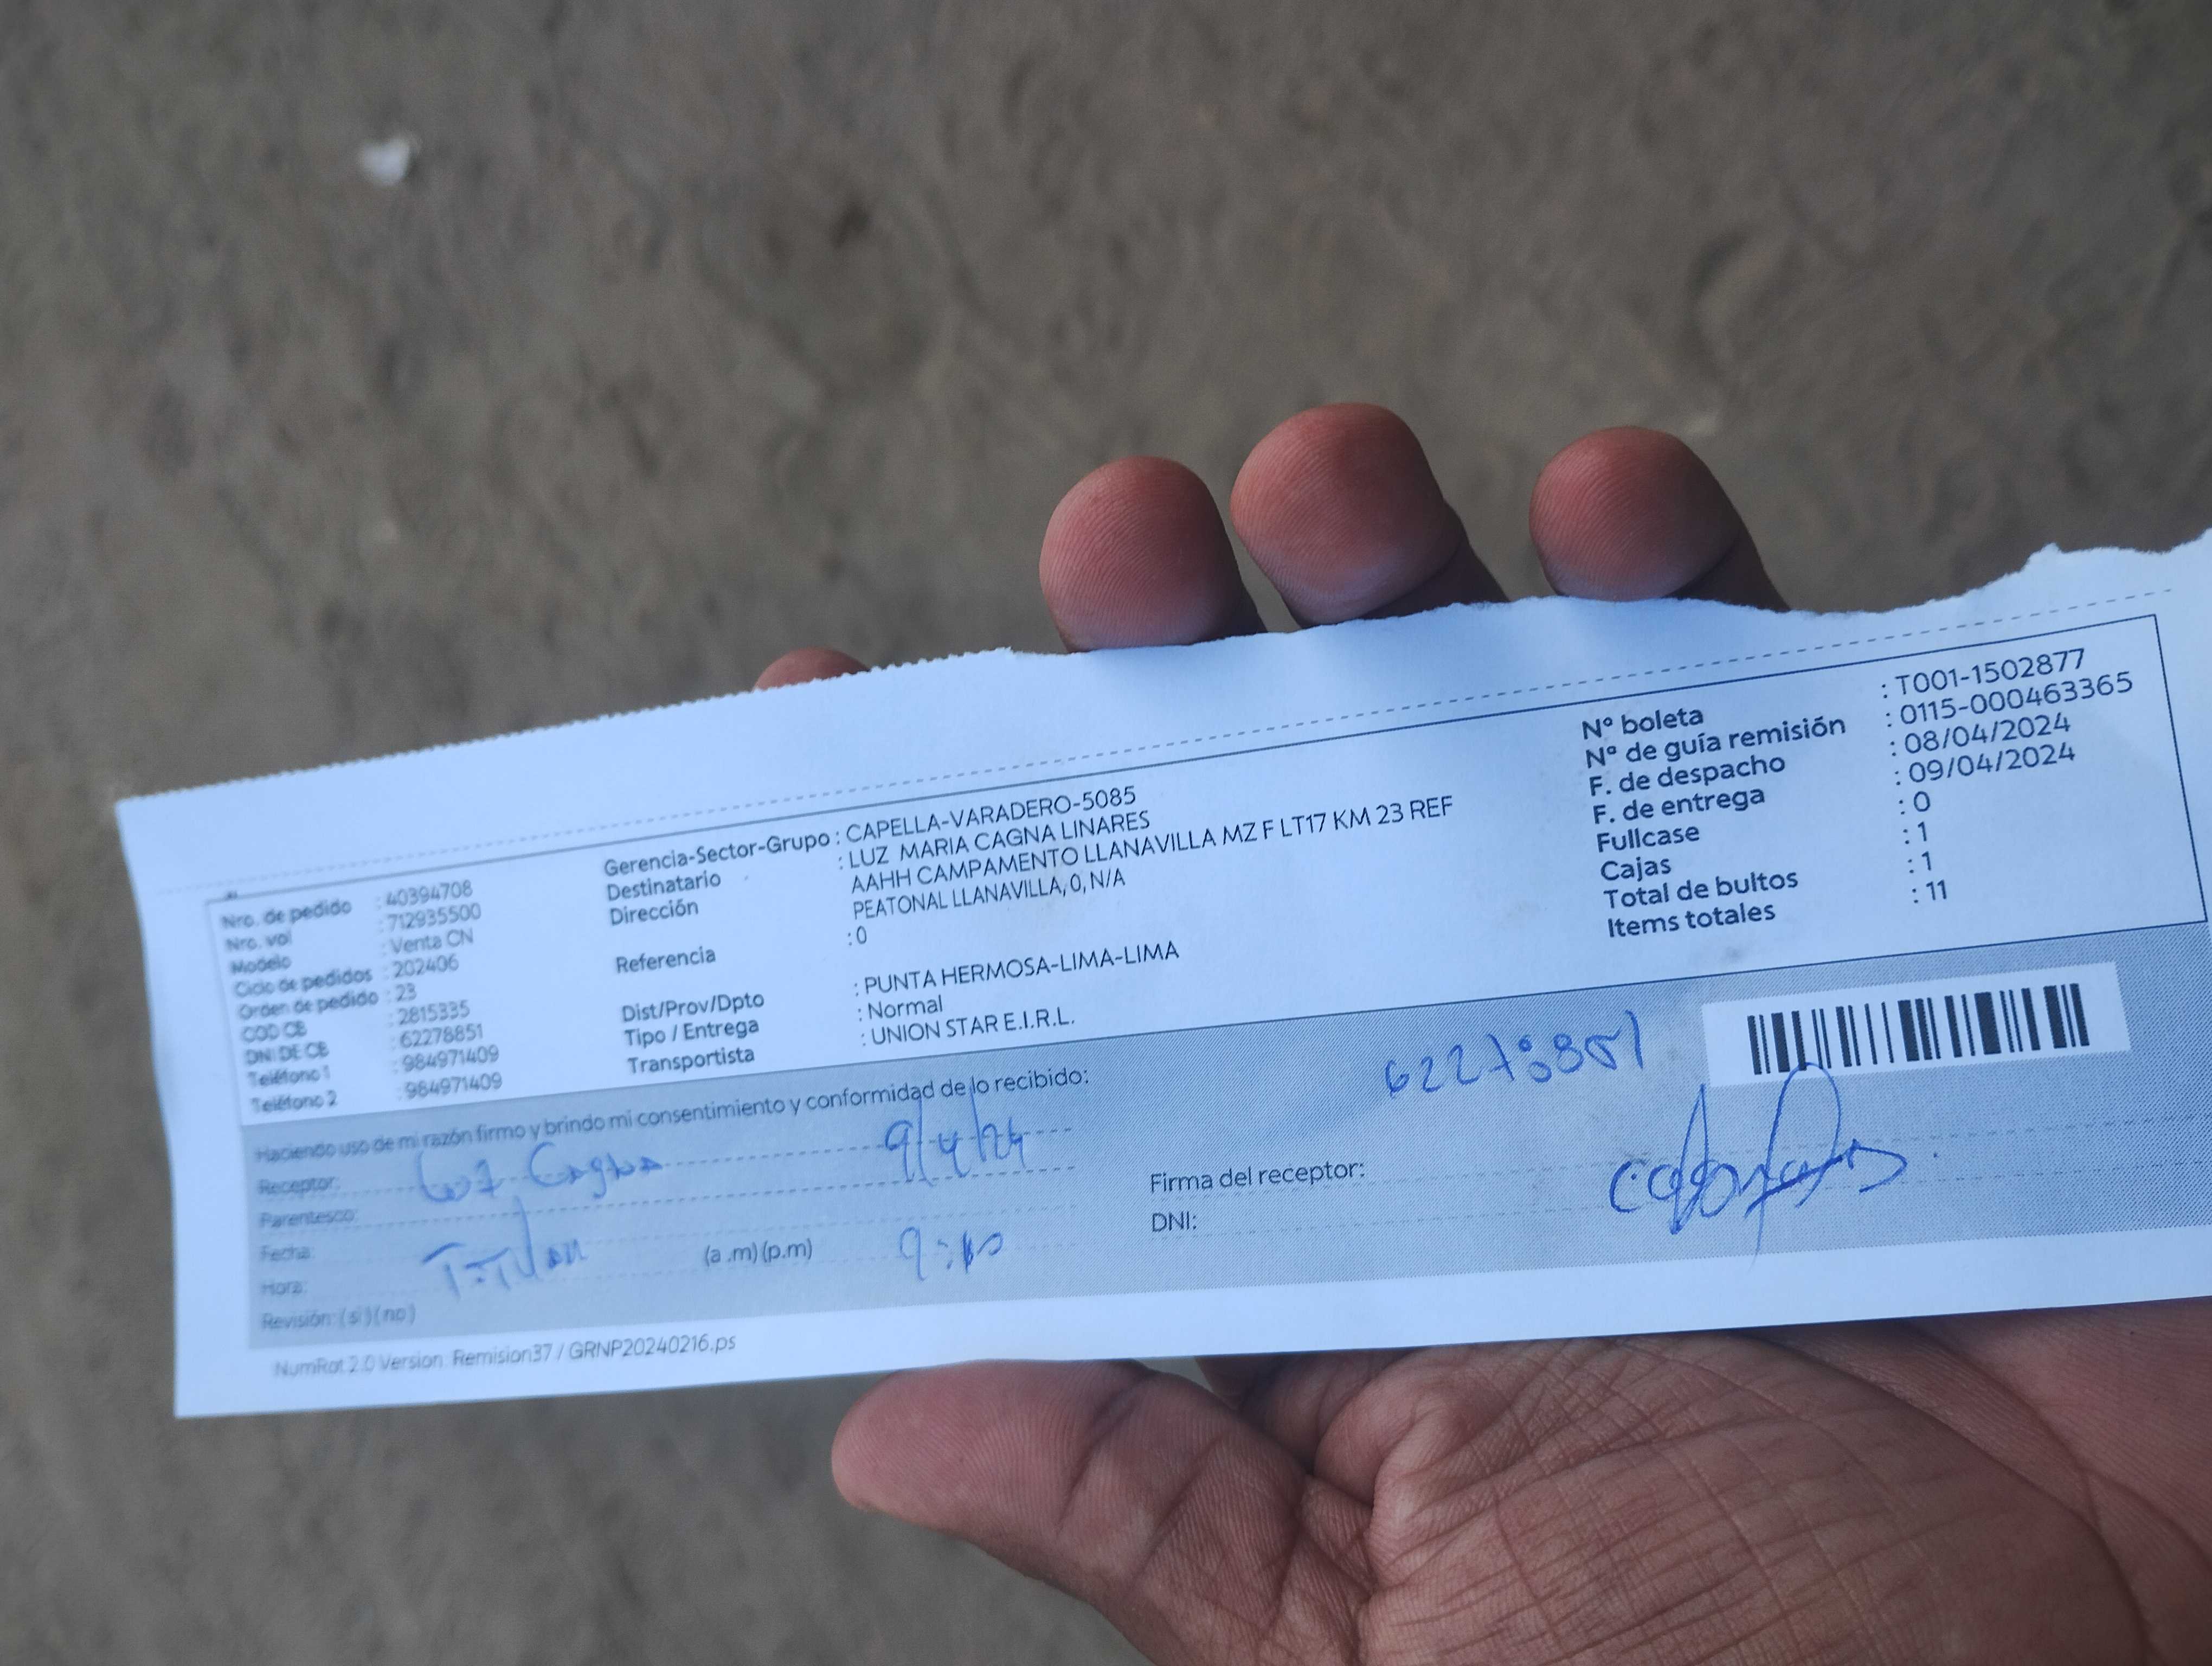 Nro. de pedido : 40394708
Nro. vol : 712935500
Modelo : Venta CN
Ciclo de pedidos : 202406
Orden de pedido : 23
COD CB : 2815335
DNI DE CB : 62278851
Teléfono 1 : 984971409
Teléfono 2 : 984971409
Gerencia-Sector-Grupo : CAPELLA-VARADERO-5085
Destinatario : LUZ MARIA CAGNA LINARES
Dirección AAHH CAMPAMENTO LLANAVILLA MZ F LT17 KM 23 REF
PEATONAL LLANAVILLA, 0, N/A
Referencia : 0
Dist/Prov/Dpto : PUNTA HERMOSA-LIMA-LIMA
Tipo / Entrega : Normal
Transportista : UNION STAR E.I.R.L.
Nº boleta : T001-1502877
Nº de guía remisión : 0115-000463365
F. de despacho : 08/04/2024
F. de entrega : 09/04/2024
Fullcase : 0
Cajas : 1
Total de bultos : 1
Items totales : 11
Haciendo uso de mi razón firmo y brindo mi consentimiento y conformidad de lo recibido:
Receptor: Luz Cagna 9/4/24
Parentesco:
Fecha:
Hora: (a .m) (p.m) 9:10
Revisión: (si) (no)
62278851
Firma del receptor:
DNI:
NumRot 2.0 Version: Remision37 / GRNP20240216.ps